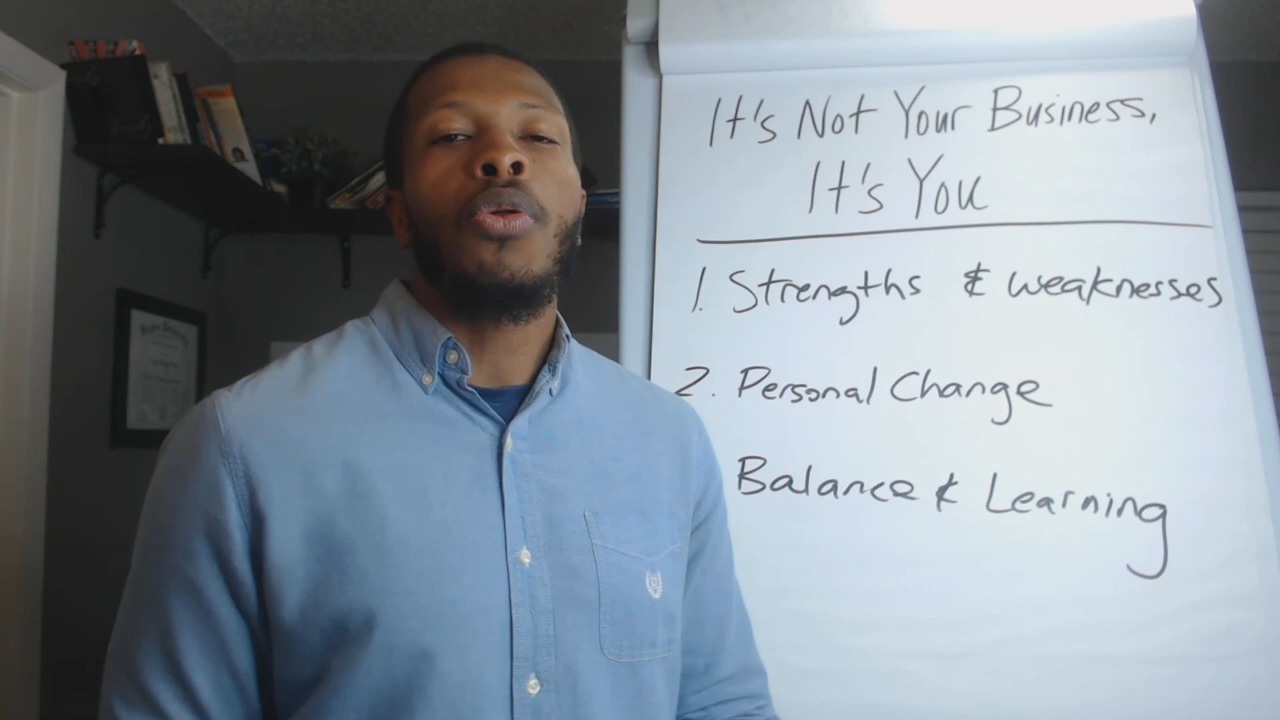 It's Not Your Business,
It's You
1. Strengths & weaknesses
2. Personal Change
Balance & Learning